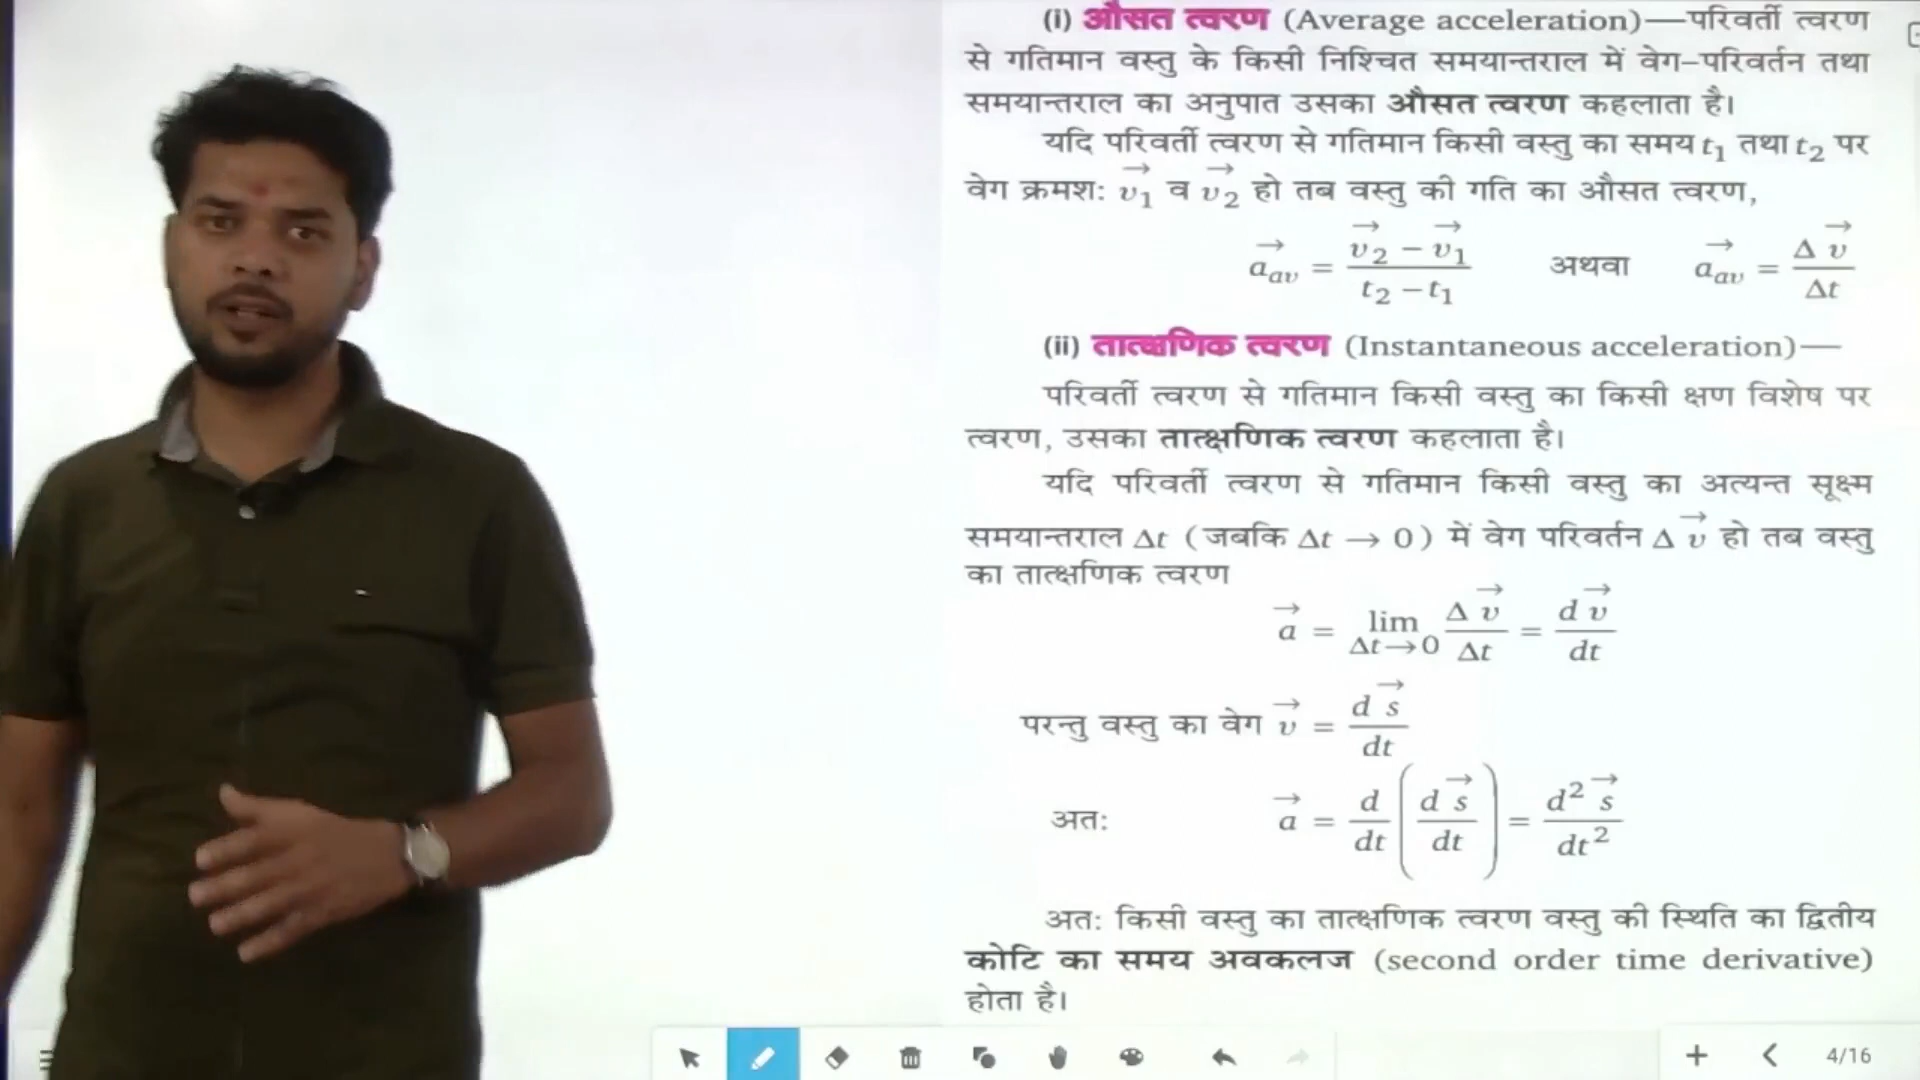 (i) औसत त्वरण (Average acceleration)—परिवर्ती त्वरण
से गतिमान वस्तु के किसी निश्चित समयान्तराल में वेग-परिवर्तन तथा
समयान्तराल का अनुपात उसका औसत त्वरण कहलाता है।
यदि परिवर्ती त्वरण से गतिमान किसी वस्तु का समय t₁ तथा t₂ पर
वेग क्रमशः v₁→ व v₂→ हो तब वस्तु की गति का औसत त्वरण,
a→av = (v₂→ − v₁→)/(t₂ − t₁) अथवा a→av = Δv→/Δt
(ii) तात्क्षणिक त्वरण (Instantaneous acceleration)—
परिवर्ती त्वरण से गतिमान किसी वस्तु का किसी क्षण विशेष पर
त्वरण, उसका तात्क्षणिक त्वरण कहलाता है।
यदि परिवर्ती त्वरण से गतिमान किसी वस्तु का अत्यन्त सूक्ष्म
समयान्तराल Δt (जबकि Δt → 0) में वेग परिवर्तन Δv→ हो तब वस्तु
का तात्क्षणिक त्वरण
a→ = lim Δt→0 Δv→/Δt = dv→/dt
परन्तु वस्तु का वेग v→ = ds→/dt
अतः a→ = d/dt (ds→/dt) = d²s→/dt²
अतः किसी वस्तु का तात्क्षणिक त्वरण वस्तु की स्थिति का द्वितीय
कोटि का समय अवकलज (second order time derivative)
होता है।
4/16